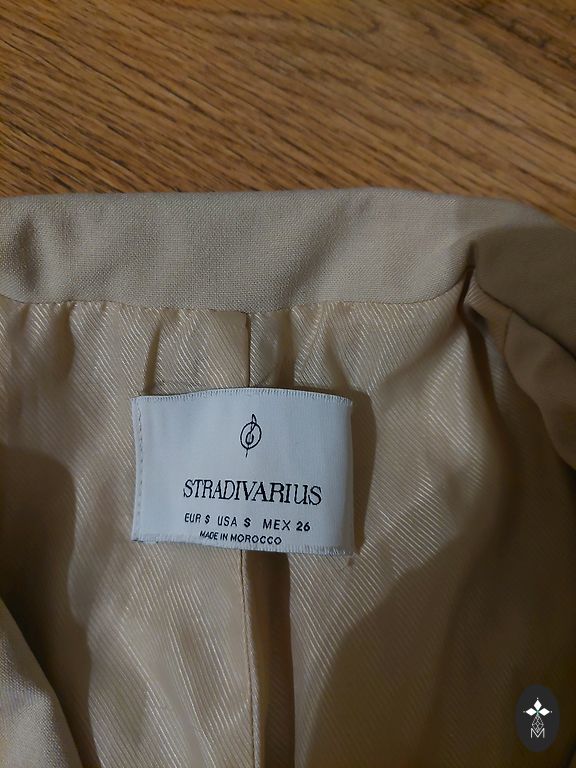 STRADIVARIUS
EUR S USA S MEX 26
MADE IN MOROCCO